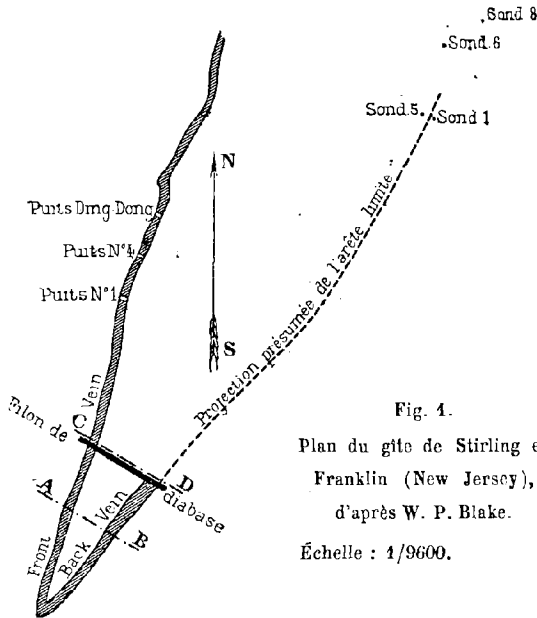 Sond 8
Sond.6
Sond 5.
Sond 1
N
Puits Ding-Dong
Puits N°4
Puits N°1
S
Projection présumée de l'arête limite
Vein
Filon de
diabase
C
D
A
B
Front
Back Vein
Fig. 1.
Plan du gîte de Stirling e
Franklin (New Jersey),
d'après W. P. Blake.
Échelle : 1/9600.